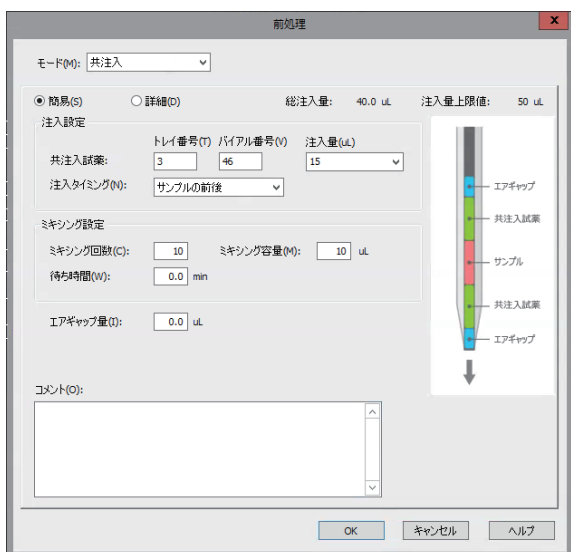 前処理
x
モード(M): 共注入
簡易(S) 詳細(D) 総注入量: 40.0 uL 注入量上限値: 50 uL
注入設定
トレイ番号(T) バイアル番号(V) 注入量(uL)
共注入試薬: 3 46 15
注入タイミング(N): サンプルの前後
ミキシング設定
ミキシング回数(C): 10 ミキシング容量(M): 10 uL
待ち時間(W): 0.0 min
エアギャップ量(I): 0.0 uL
エアギャップ
共注入試薬
サンプル
共注入試薬
エアギャップ
コメント(O):
OK キャンセル ヘルプ